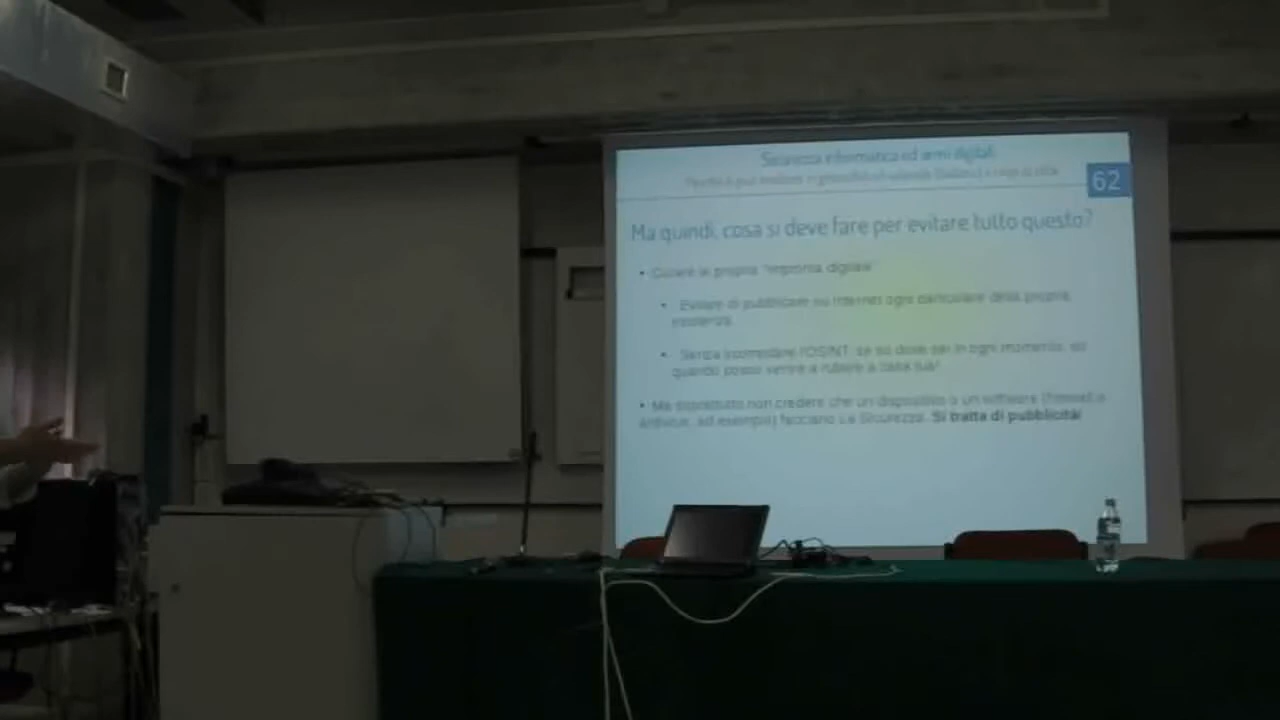 Sicurezza informatica ed armi digitali
62
Ma quindi, cosa si deve fare per evitare tutto questo?
• Curare la propria "impronta digitale"
• Evitare di pubblicare su internet ogni particolare della propria
esistenza
• Senza scomodare l'OSINT: se so dove sei in ogni momento, so
quando posso venire a rubare a casa tua!
• Ma soprattutto non credere che un dispositivo o un software (firewall o
antivirus, ad esempio) facciano La Sicurezza. Si tratta di pubblicità!